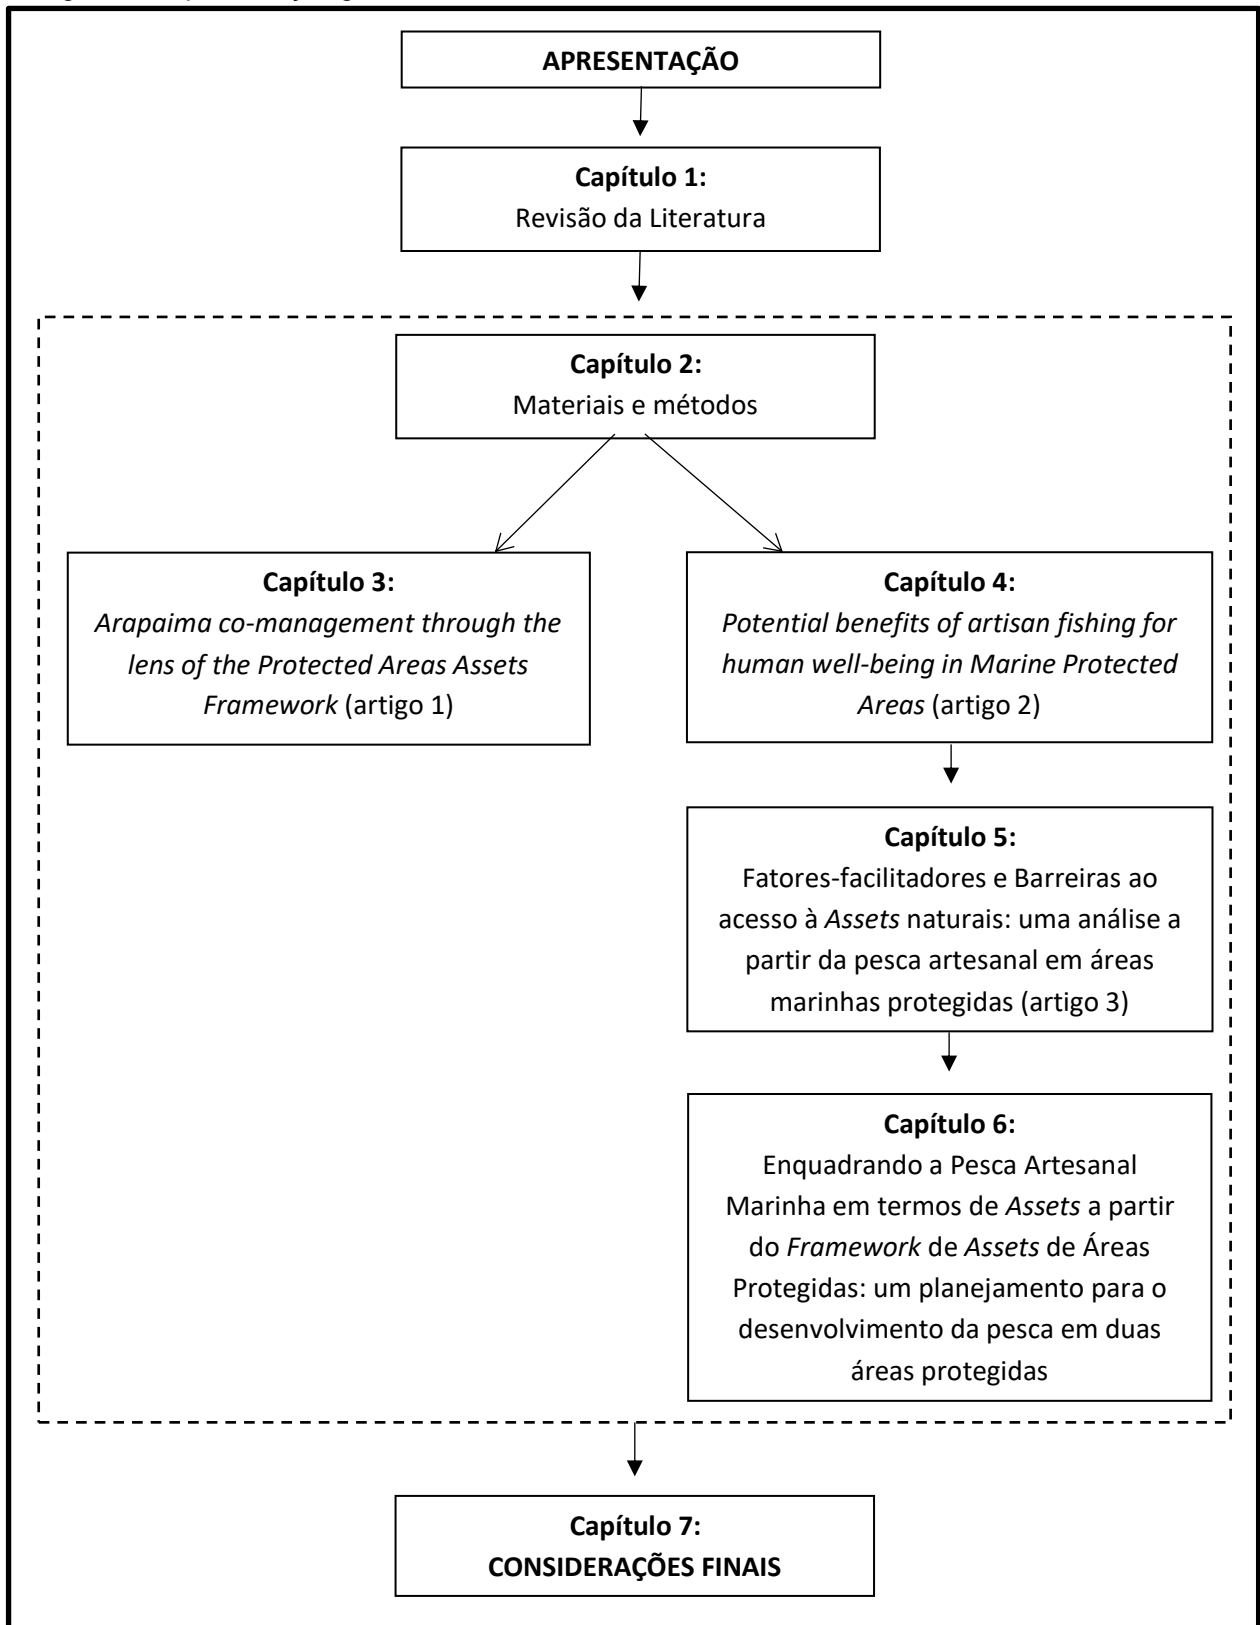 APRESENTAÇÃO
Capítulo 1:
Revisão da Literatura
Capítulo 2:
Materiais e métodos
Capítulo 3:
Arapaima co-management through the
lens of the Protected Areas Assets
Framework (artigo 1)
Capítulo 4:
Potential benefits of artisan fishing for
human well-being in Marine Protected
Areas (artigo 2)
Capítulo 5:
Fatores-facilitadores e Barreiras ao
acesso à Assets naturais: uma análise a
partir da pesca artesanal em áreas
marinhas protegidas (artigo 3)
Capítulo 6:
Enquadrando a Pesca Artesanal
Marinha em termos de Assets a partir
do Framework de Assets de Áreas
Protegidas: um planejamento para o
desenvolvimento da pesca em duas
áreas protegidas
Capítulo 7:
CONSIDERAÇÕES FINAIS